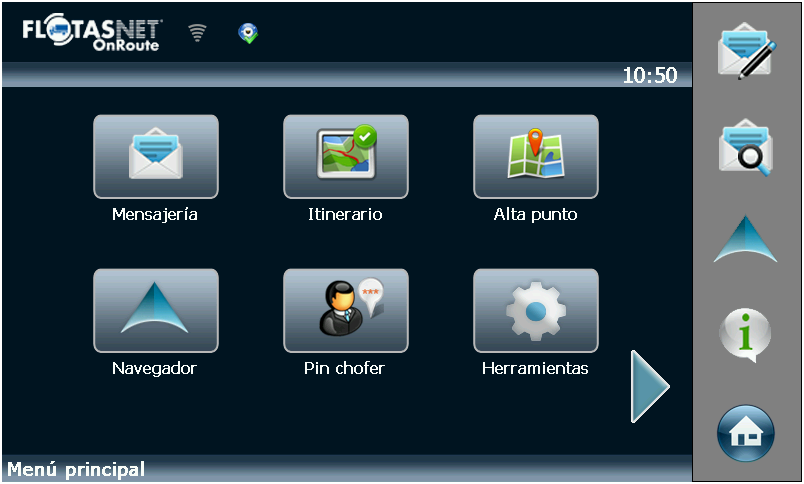 FLOTASNET
OnRoute
10:50
Mensajería
Itinerario
Alta punto
***
Navegador
Pin chofer
Herramientas
i
Menú principal